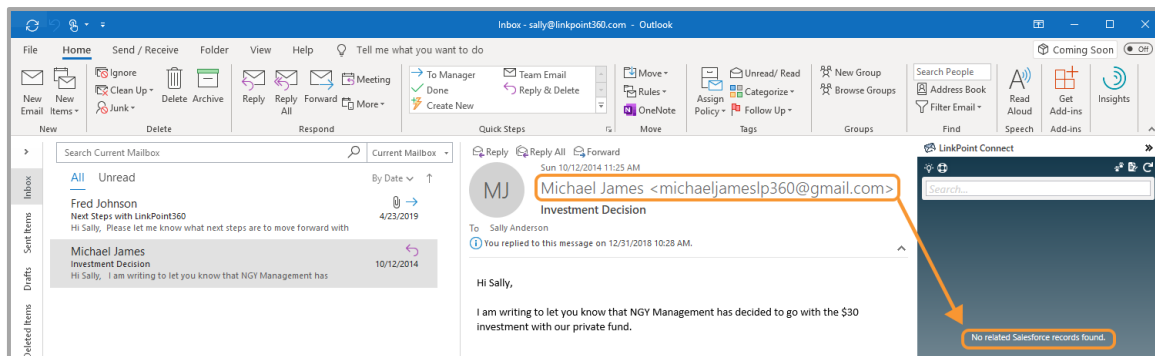 Inbox - sally@linkpoint360.com - Outlook
File Home Send / Receive Folder View Help Tell me what you want to do Coming Soon Off
New Email
New Items
Ignore
Clean Up
Junk
Delete
Archive
Reply
Reply All
Forward
Meeting
More
To Manager
Done
Create New
Team Email
Reply & Delete
Move
Rules
OneNote
Assign Policy
Unread/ Read
Categorize
Follow Up
New Group
Browse Groups
Search People
Address Book
Filter Email
Read Aloud
Get Add-ins
Insights
New Delete Respond Quick Steps Move Tags Groups Find Speech Add-ins
Inbox
Sent Items
Drafts
Deleted Items
Search Current Mailbox Current Mailbox
All Unread By Date
Fred Johnson
Next Steps with LinkPoint360 4/23/2019
Hi Sally, Please let me know what next steps are to move forward with
Michael James
Investment Decision 10/12/2014
Hi Sally, I am writing to let you know that NGY Management has
Reply Reply All Forward
Sun 10/12/2014 11:25 AM
MJ
Michael James <michaeljameslp360@gmail.com>
Investment Decision
To Sally Anderson
You replied to this message on 12/31/2018 10:28 AM.
Hi Sally,
I am writing to let you know that NGY Management has decided to go with the $30
investment with our private fund.
LinkPoint Connect
Search...
No related Salesforce records found.